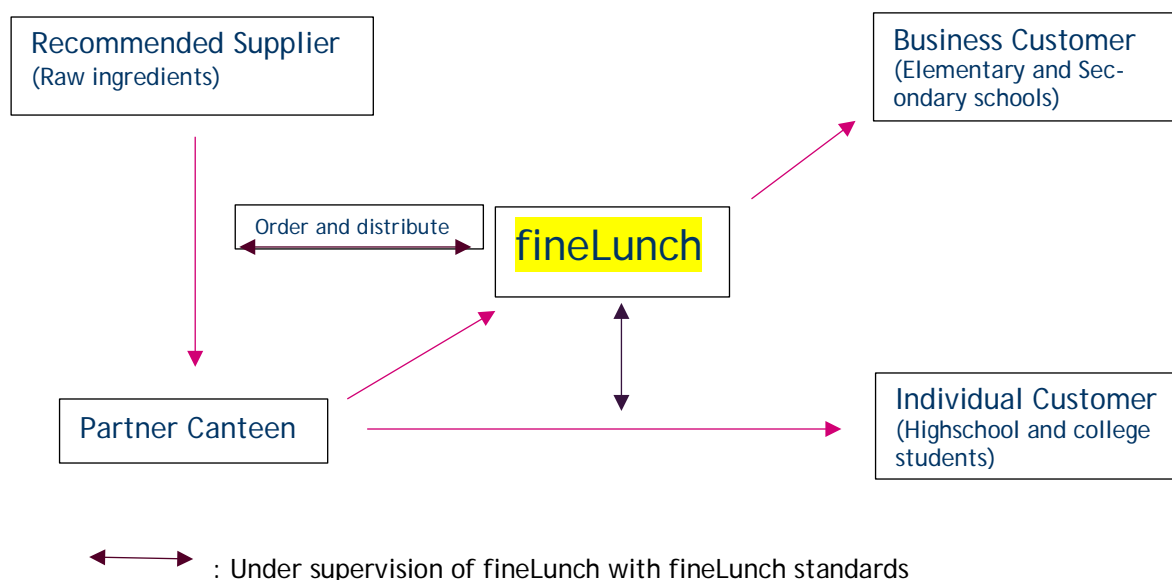 Recommended Supplier
(Raw ingredients)
Business Customer
(Elementary and Sec-
ondary schools)
Order and distribute
fineLunch
Partner Canteen
Individual Customer
(Highschool and college
students)
: Under supervision of fineLunch with fineLunch standards